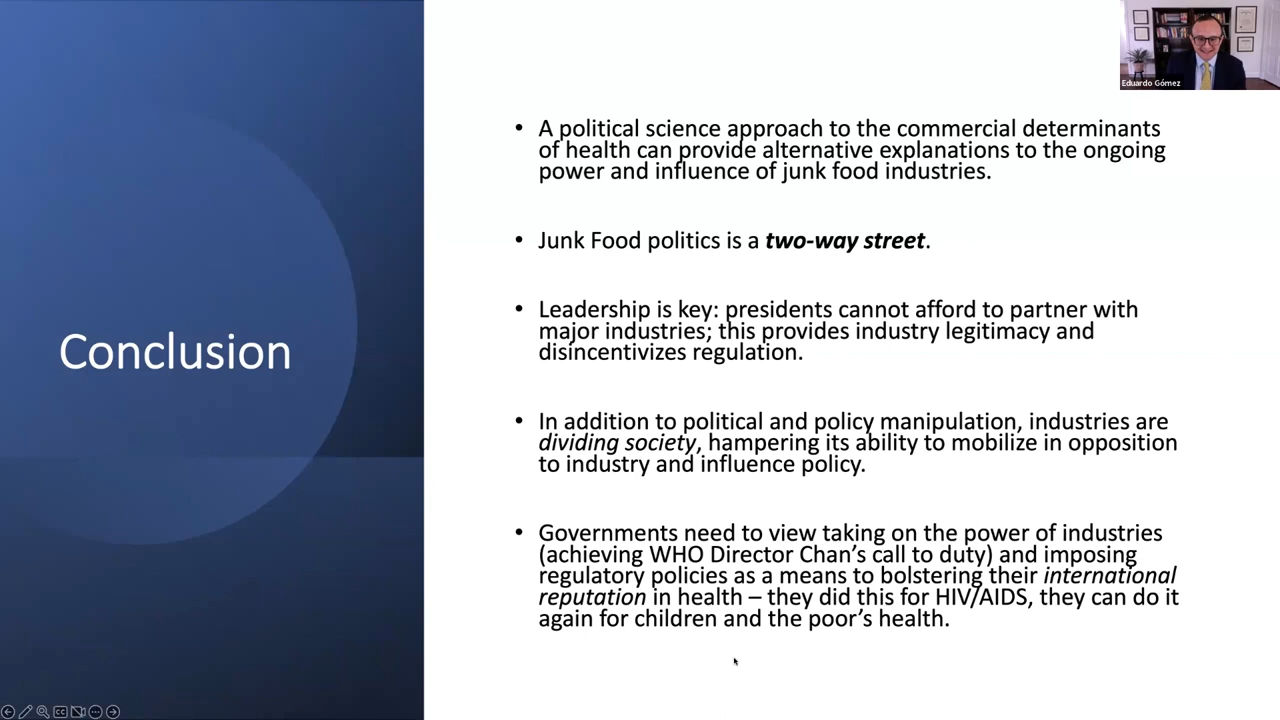 Eduardo Gómez
Conclusion
• A political science approach to the commercial determinants
of health can provide alternative explanations to the ongoing
power and influence of junk food industries.
• Junk Food politics is a two-way street.
• Leadership is key: presidents cannot afford to partner with
major industries; this provides industry legitimacy and
disincentivizes regulation.
• In addition to political and policy manipulation, industries are
dividing society, hampering its ability to mobilize in opposition
to industry and influence policy.
• Governments need to view taking on the power of industries
(achieving WHO Director Chan’s call to duty) and imposing
regulatory policies as a means to bolstering their international
reputation in health – they did this for HIV/AIDS, they can do it
again for children and the poor’s health.